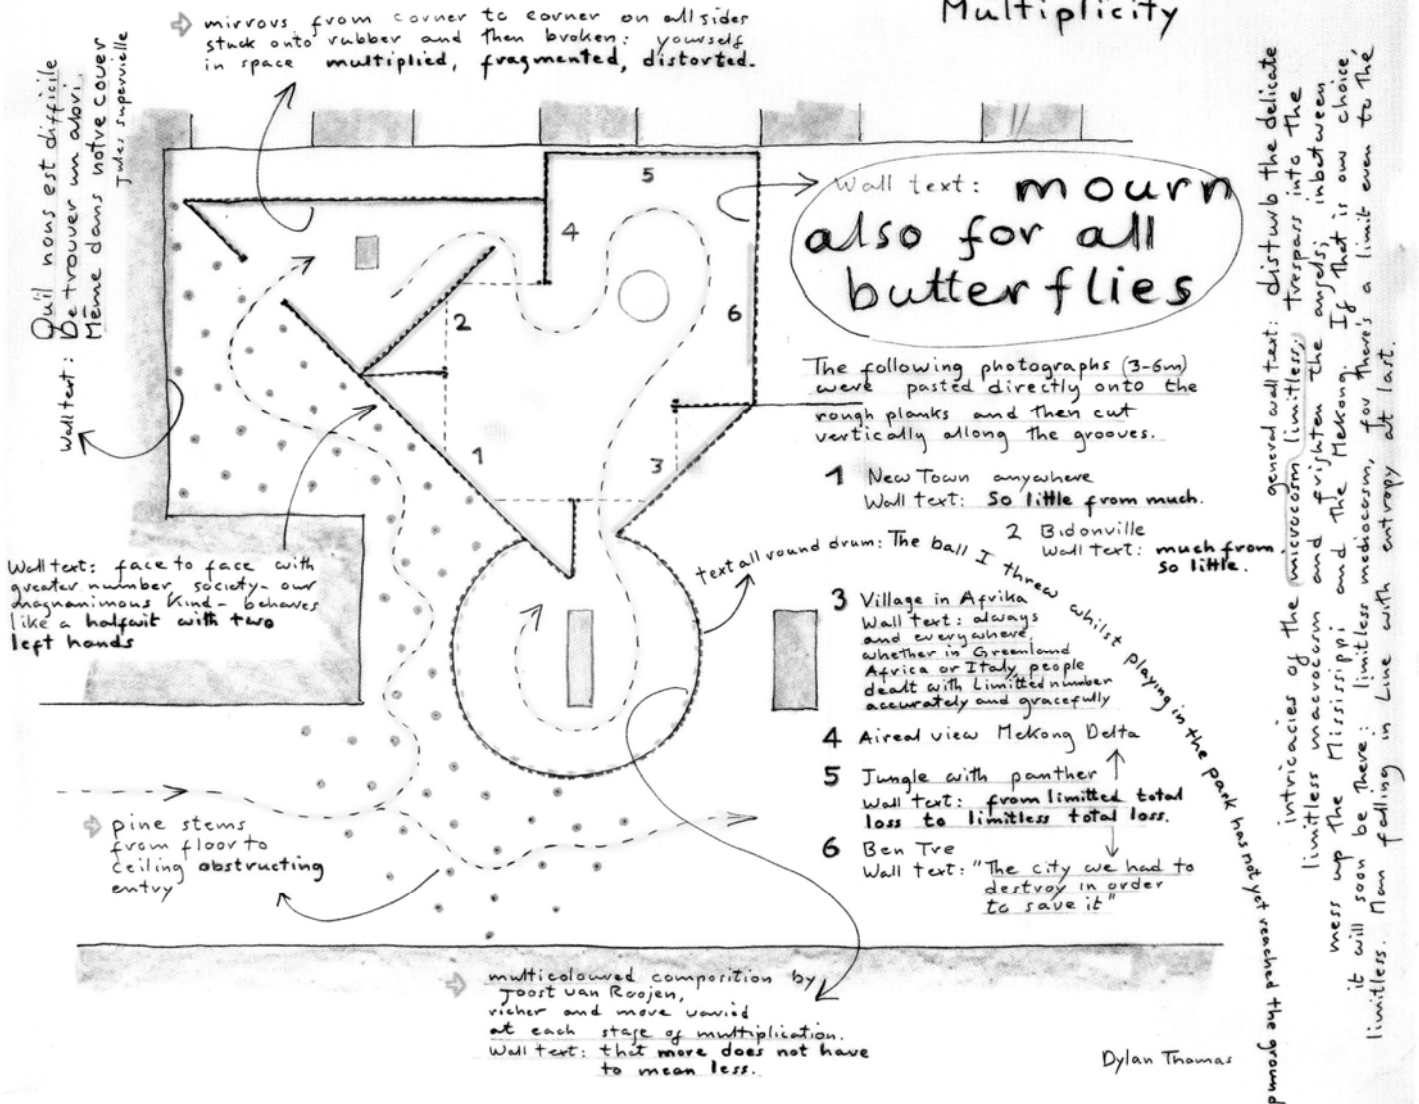 Multiplicity
mirrors from corner to corner on all sides
stuck onto rubber and then broken: yourself
in space multiplied, fragmented, distorted.
Qu'il nous est difficile
De trouver un abri
Même dans notre coeur
Jules Supervielle
Wall text:
5
4
2
6
1
3
Wall text: mourn
also for all
butterflies
The following photographs (3-6m)
were pasted directly onto the
rough planks and then cut
vertically allong the grooves.
1 New Town anywhere
Wall text: So little from much.
2 Bidonville
Wall text: much from
so little.
3 Village in Afrika
Wall text: always
and everywhere,
whether in Greenland
Africa or Italy, people
dealt with Limitted number
accurately and gracefully
4 Aireal view Mekong Delta
5 Jungle with panther
Wall text: from limitted total
loss to limitless total loss.
6 Ben Tre
Wall text: "The city we had to
destroy in order
to save it"
Wall text: face to face with
greater number, society - our
magnanimous kind - behaves
like a halfwit with two
left hands
text all round drum: The ball I threw whilst playing in the park has not yet reached the ground
Dylan Thomas
pine stems
from floor to
ceiling obstructing
entry
multicoloured composition by
Joost van Roojen,
richer and more varied
at each stage of multiplication.
Wall text: that more does not have
to mean less.
general wall text: disturb the delicate
intricacies of the microcosm limitless; trespass into the
limitless macrocosm and frighten the angels; inbetween
mess up the Mississippi and the Mekong. If that is our choice,
it will soon be there: limitless mediocosm, for there's a limit even to the
limitless. Man falling in Line with entropy at last.